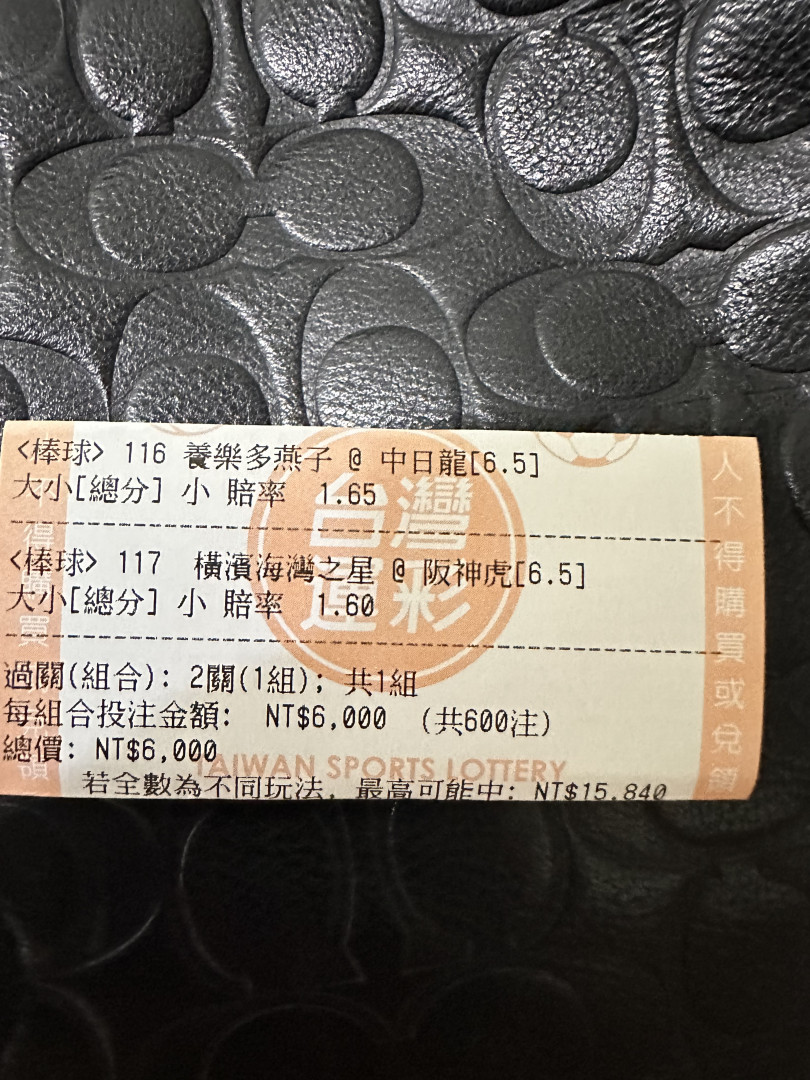 <棒球> 116 養樂多燕子 @ 中日龍[6.5]
大小[總分] 小 賠率 1.65
<棒球> 117 橫濱海灣之星 @ 阪神虎[6.5]
大小[總分] 小 賠率 1.60
過關(組合): 2關(1組); 共1組
每組合投注金額: NT$6,000 (共600注)
總價: NT$6,000
若全數為不同玩法, 最高可能中: NT$15,840
台灣
運彩
TAIWAN SPORTS LOTTERY
人不得購買或兌領
得購買
領